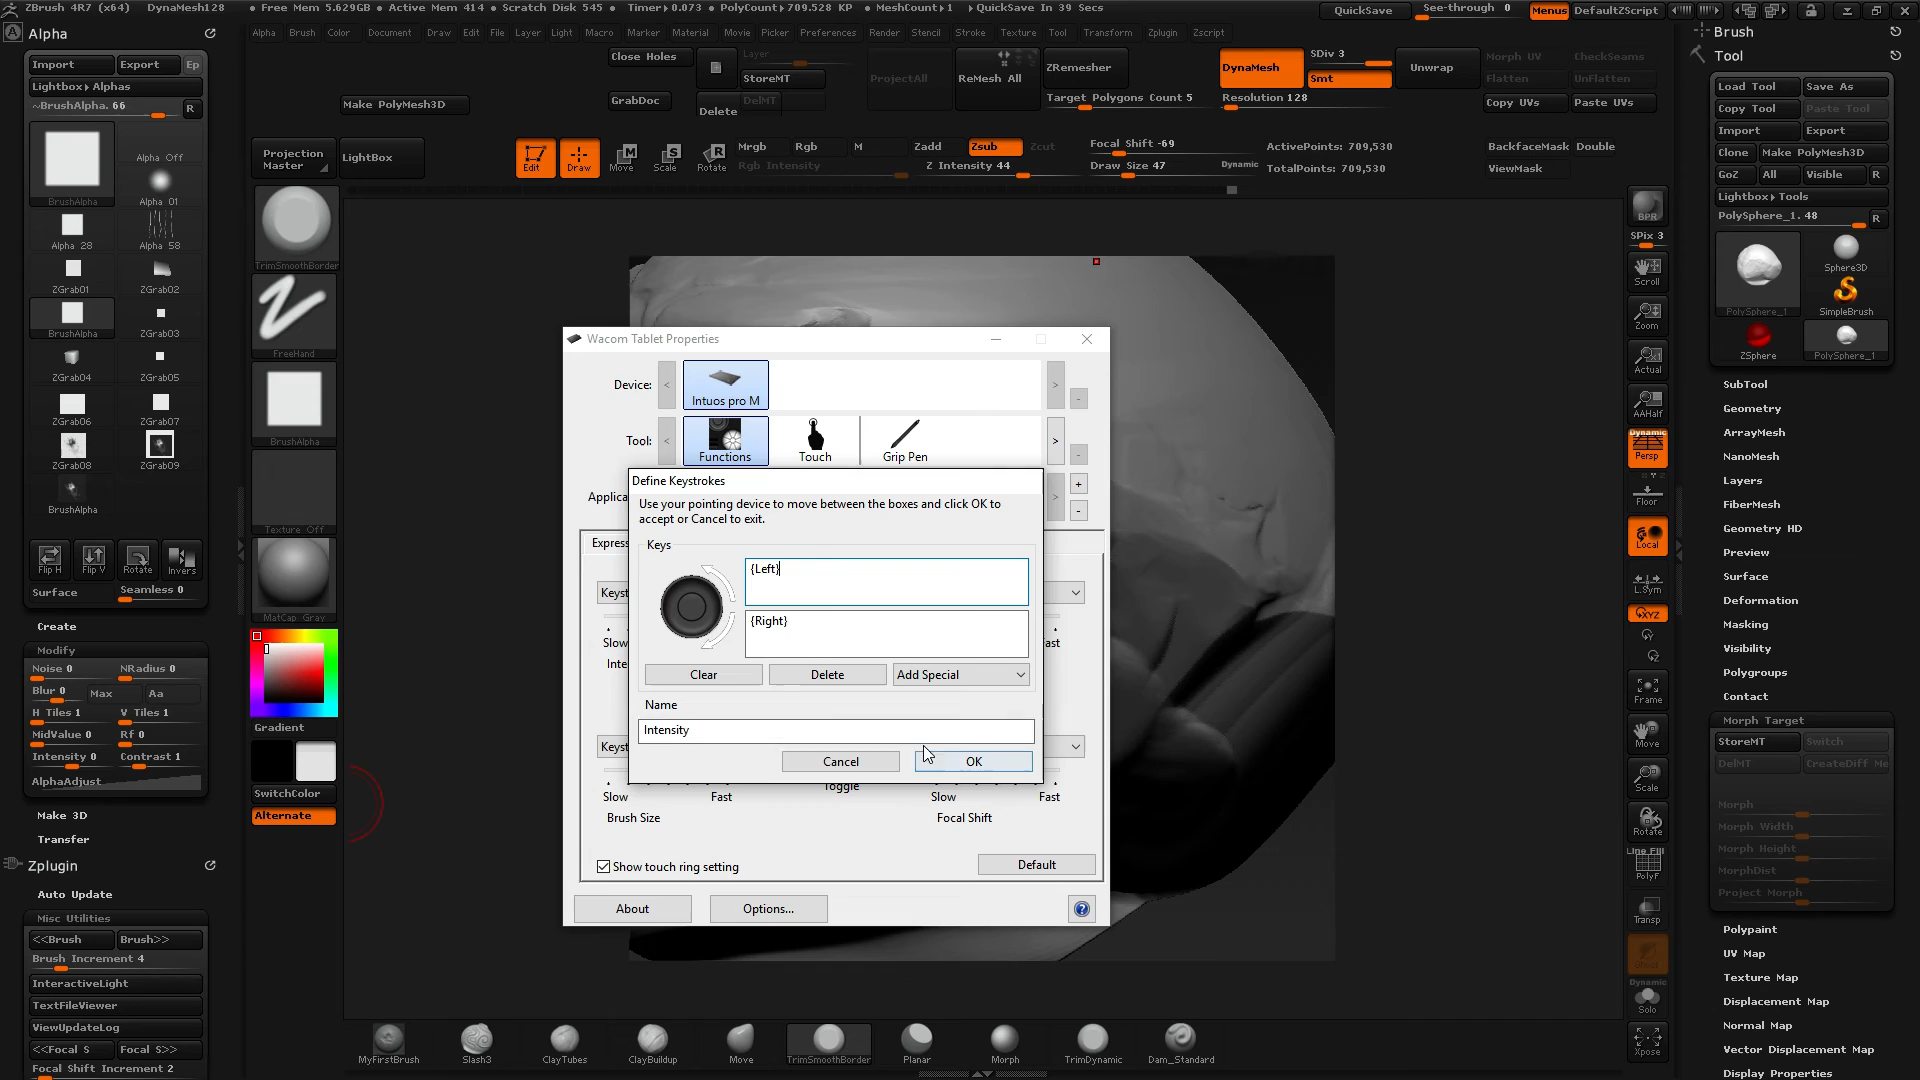 ZBrush 4R7 (x64) DynaMesh128 • Free Mem 5.629GB • Active Mem 414 • Scratch Disk 545 • Timer▸0.073 • PolyCount▸709.528 KP • MeshCount▸1 ▸QuickSave In 39 Secs QuickSave See-through 0 Menus DefaultZScript
Alpha Brush Color Document Draw Edit File Layer Light Macro Marker Material Movie Picker Preferences Render Stencil Stroke Texture Tool Transform Zplugin Zscript
Alpha
Import Export Ep
Lightbox▸Alphas
~BrushAlpha. 66 R
BrushAlpha
Alpha Off
Alpha 01
Alpha 28 Alpha 58
ZGrab01 ZGrab02
BrushAlpha ZGrab03
ZGrab04 ZGrab05
ZGrab06 ZGrab07
ZGrab08 ZGrab09
BrushAlpha
Flip H Flip V Rotate Invers
Surface Seamless 0
Create
Modify
Noise 0 NRadius 0
Blur 0 Max Aa
H Tiles 1 V Tiles 1
MidValue 0 Rf 0
Intensity 0 Contrast 1
AlphaAdjust
Make 3D
Transfer
Zplugin
Auto Update
Misc Utilities
<<Brush Brush>>
Brush Increment 4
InteractiveLight
TextFileViewer
ViewUpdateLog
<<Focal S Focal S>>
Focal Shift Increment 2
Make PolyMesh3D
Close Holes
GrabDoc
Layer
StoreMT
Delete DelMT
ProjectAll
ReMesh All
ZRemesher
Target Polygons Count 5
DynaMesh
SDiv 3
Smt
Resolution 128
Unwrap
Morph UV CheckSeams
Flatten UnFlatten
Copy UVs Paste UVs
Projection
Master
LightBox
Edit Draw Move Scale Rotate
Mrgb Rgb M
Rgb Intensity
Zadd Zsub Zcut
Z Intensity 44
Focal Shift -69
Draw Size 47 Dynamic
ActivePoints: 709,530
TotalPoints: 709,530
BackfaceMask Double
ViewMask
TrimSmoothBorder
FreeHand
BrushAlpha
Texture Off
MatCap Gray
Gradient
SwitchColor
Alternate
Wacom Tablet Properties
Device: < Intuos pro M > -
Tool: < Functions Touch Grip Pen > -
Applica > + -
Express
Keyst
Slow
Inte
ast
Keyst
Toggle
Slow Fast Slow Fast
Brush Size Focal Shift
Show touch ring setting
Default
About Options...
Define Keystrokes
Use your pointing device to move between the boxes and click OK to
accept or Cancel to exit.
Keys
{Left}
{Right}
Clear Delete Add Special
Name
Intensity
Cancel OK
MyFirstBrush Slash3 ClayTubes ClayBuildup Move TrimSmoothBorder Planar Morph TrimDynamic Dam_Standard
BPR
SPix 3
Scroll
Zoom
Actual
AAHalf
Dynamic
Persp
Floor
Local
L.Sym
XYZ
Frame
Move
Scale
Rotate
Line Fill
PolyF
Transp
Ghost
Dynamic
Solo
Xpose
Brush
Tool
Load Tool Save As
Copy Tool Paste Tool
Import Export
Clone Make PolyMesh3D
GoZ All Visible R
Lightbox▸Tools
PolySphere_1. 48 R
PolySphere_1
Sphere3D
SimpleBrush
ZSphere PolySphere_1
SubTool
Geometry
ArrayMesh
NanoMesh
Layers
FiberMesh
Geometry HD
Preview
Surface
Deformation
Masking
Visibility
Polygroups
Contact
Morph Target
StoreMT Switch
DelMT CreateDiff Me
Morph
Morph Width
Morph Height
MorphDist
Project Morph
Polypaint
UV Map
Texture Map
Displacement Map
Normal Map
Vector Displacement Map
Display Properties